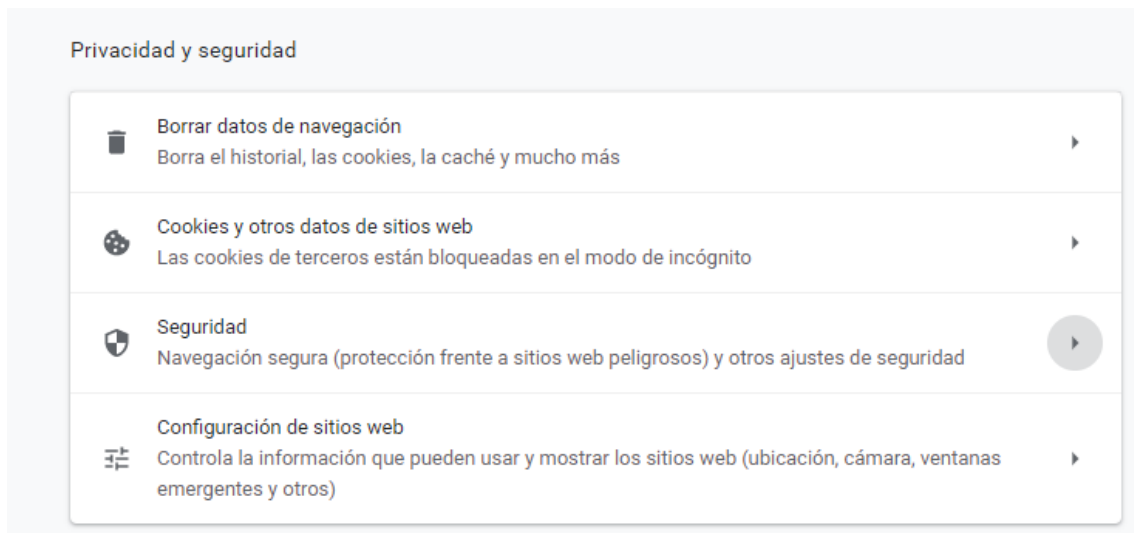 Privacidad y seguridad
Borrar datos de navegación
Borra el historial, las cookies, la caché y mucho más
Cookies y otros datos de sitios web
Las cookies de terceros están bloqueadas en el modo de incógnito
Seguridad
Navegación segura (protección frente a sitios web peligrosos) y otros ajustes de seguridad
Configuración de sitios web
Controla la información que pueden usar y mostrar los sitios web (ubicación, cámara, ventanas
emergentes y otros)